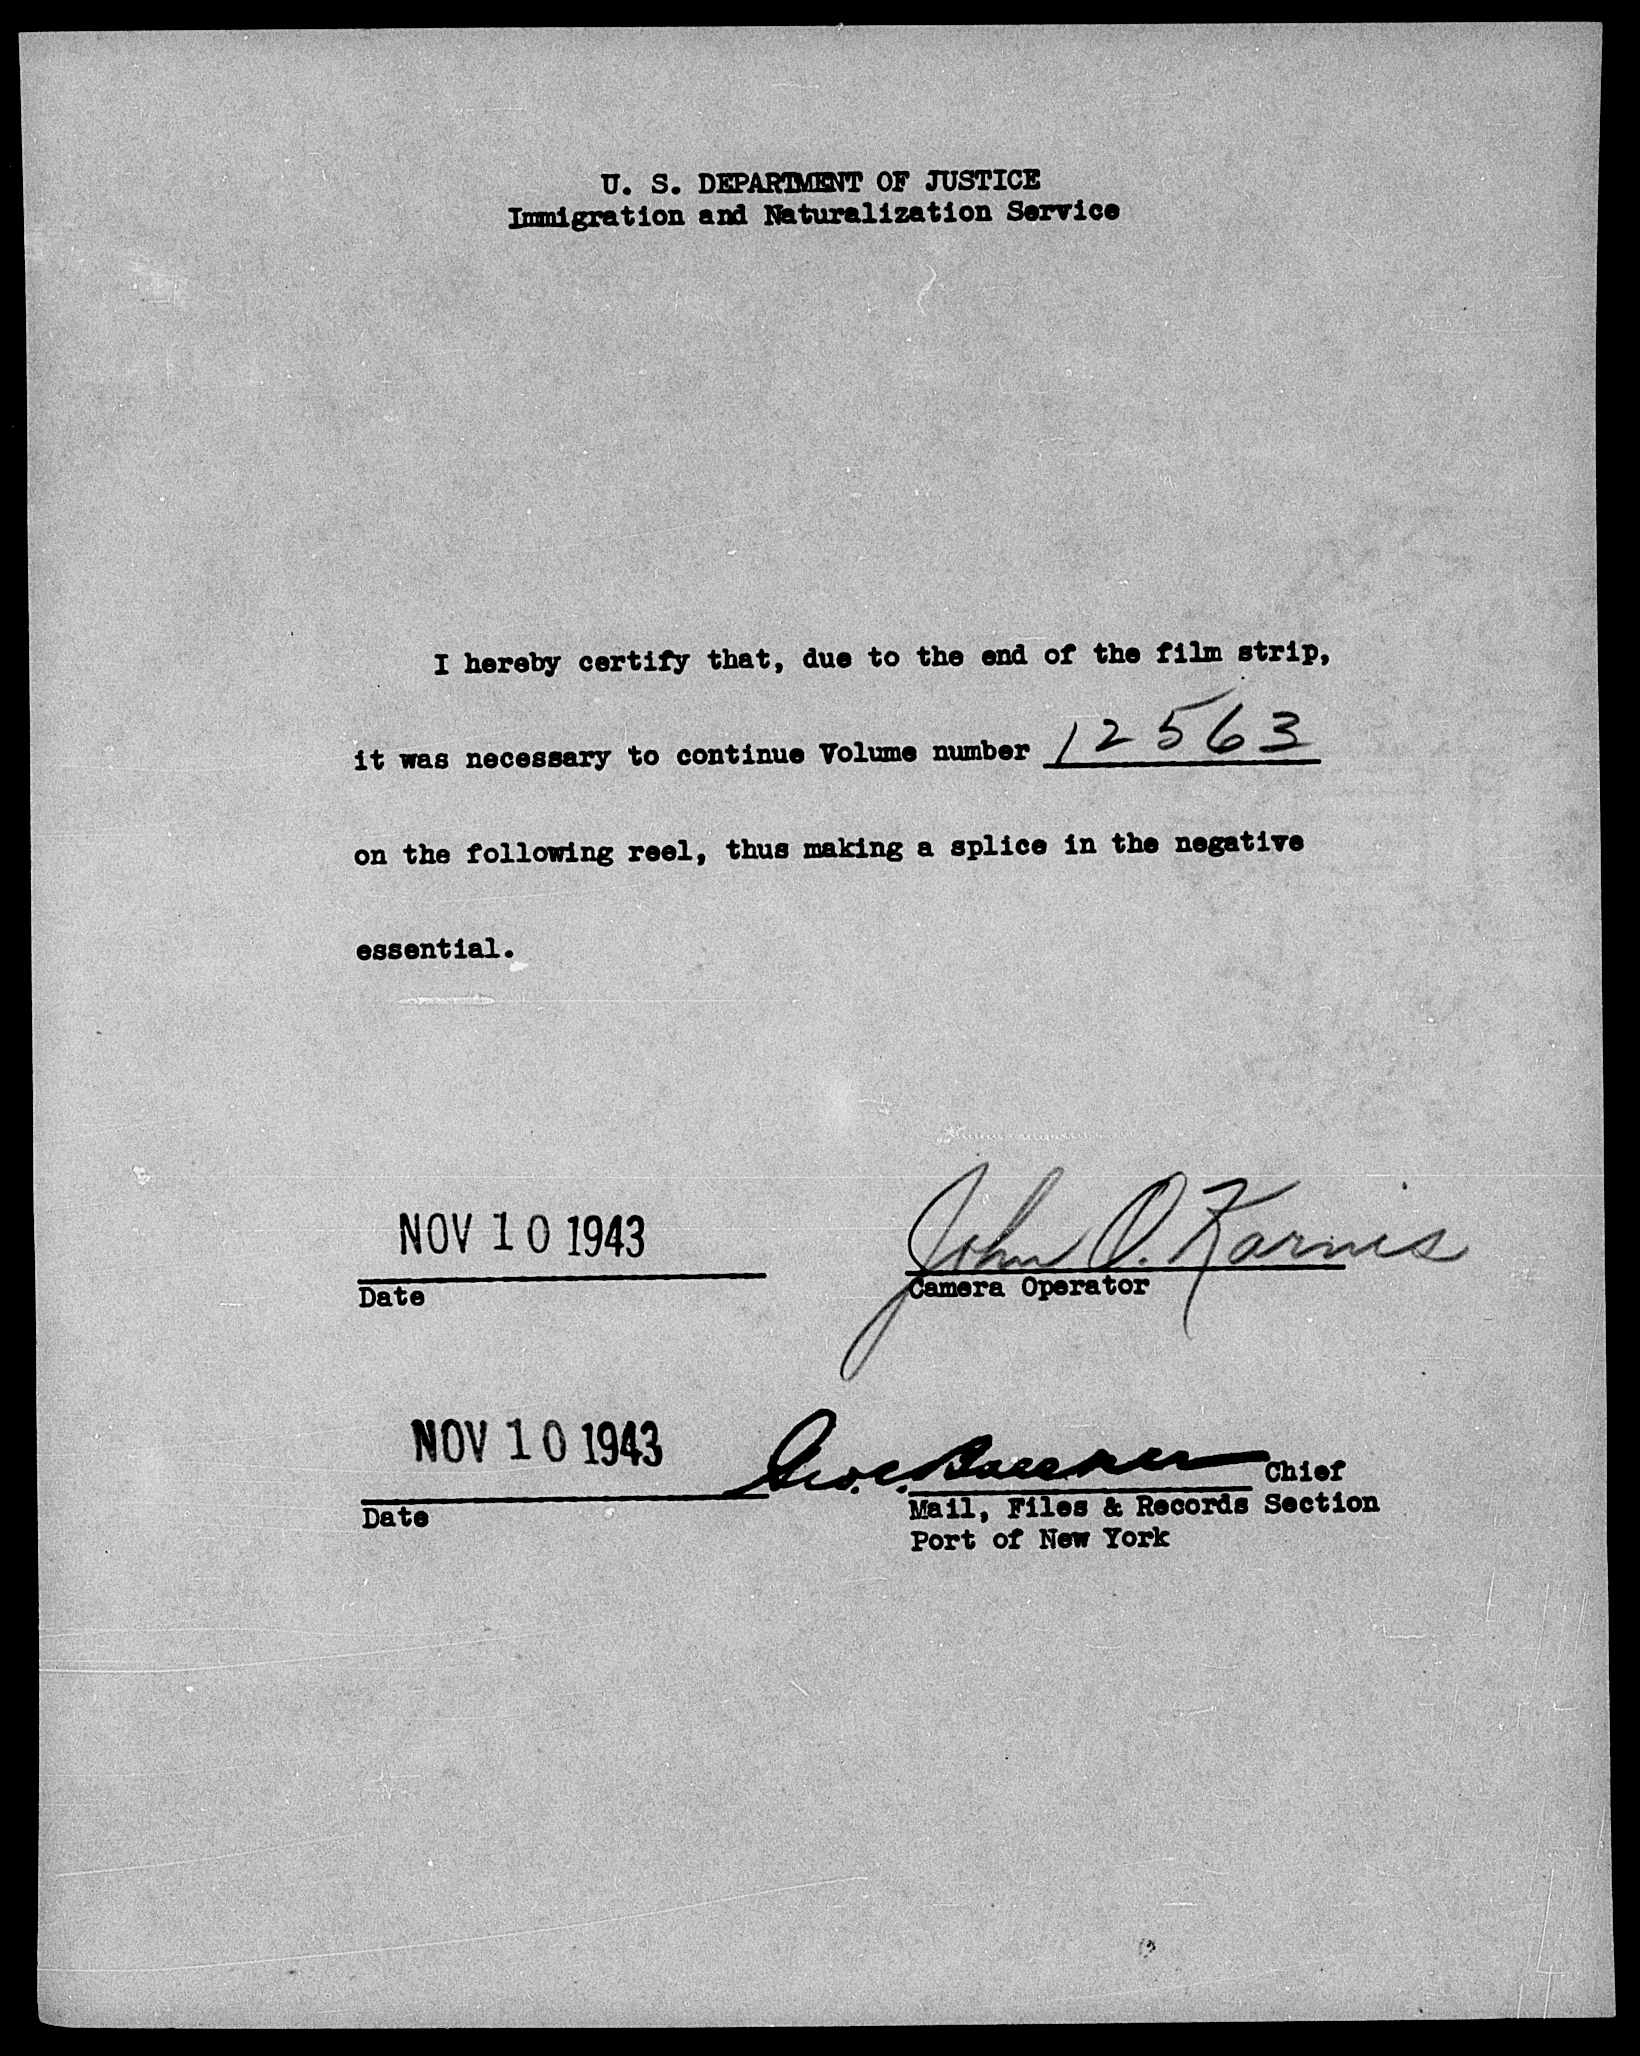 U. S. DEPARTMENT OF JUSTICE
Immigration and Naturalization Service
I hereby certify that, due to the end of the film strip,
it was necessary to continue Volume number 12563
on the following reel, thus making a splice in the negative
essential.
NOV 10 1943
John O. Karnis
Date
Camera Operator
NOV 10 1943
Geo. C. Chief
Date
Mail, Files & Records Section
Port of New York